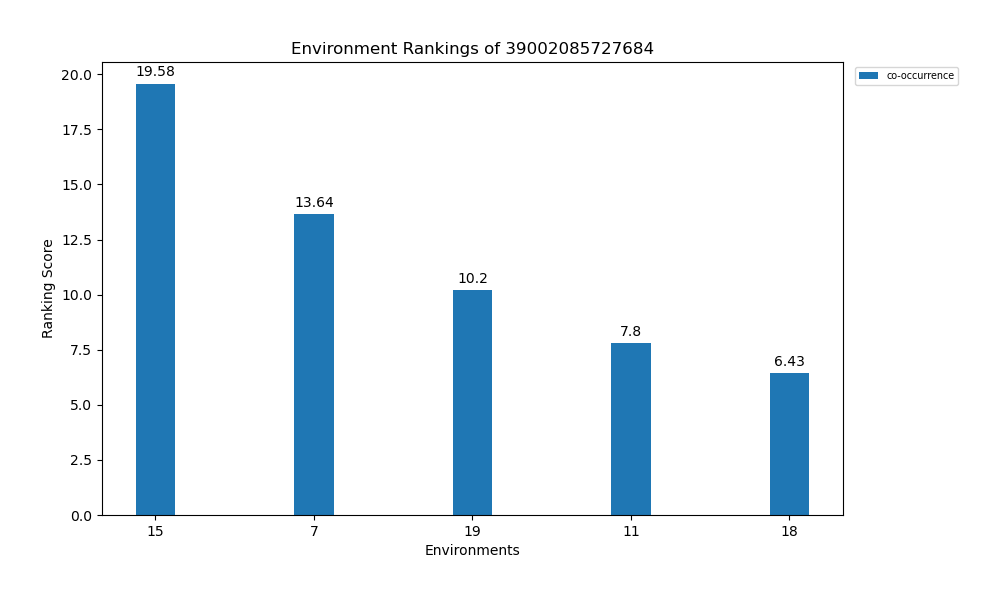 Environment Rankings of 39002085727684
co-occurrence
Ranking Score
20.0
17.5
15.0
12.5
10.0
7.5
5.0
2.5
0.0
19.58
13.64
10.2
7.8
6.43
15 7 19 11 18
Environments